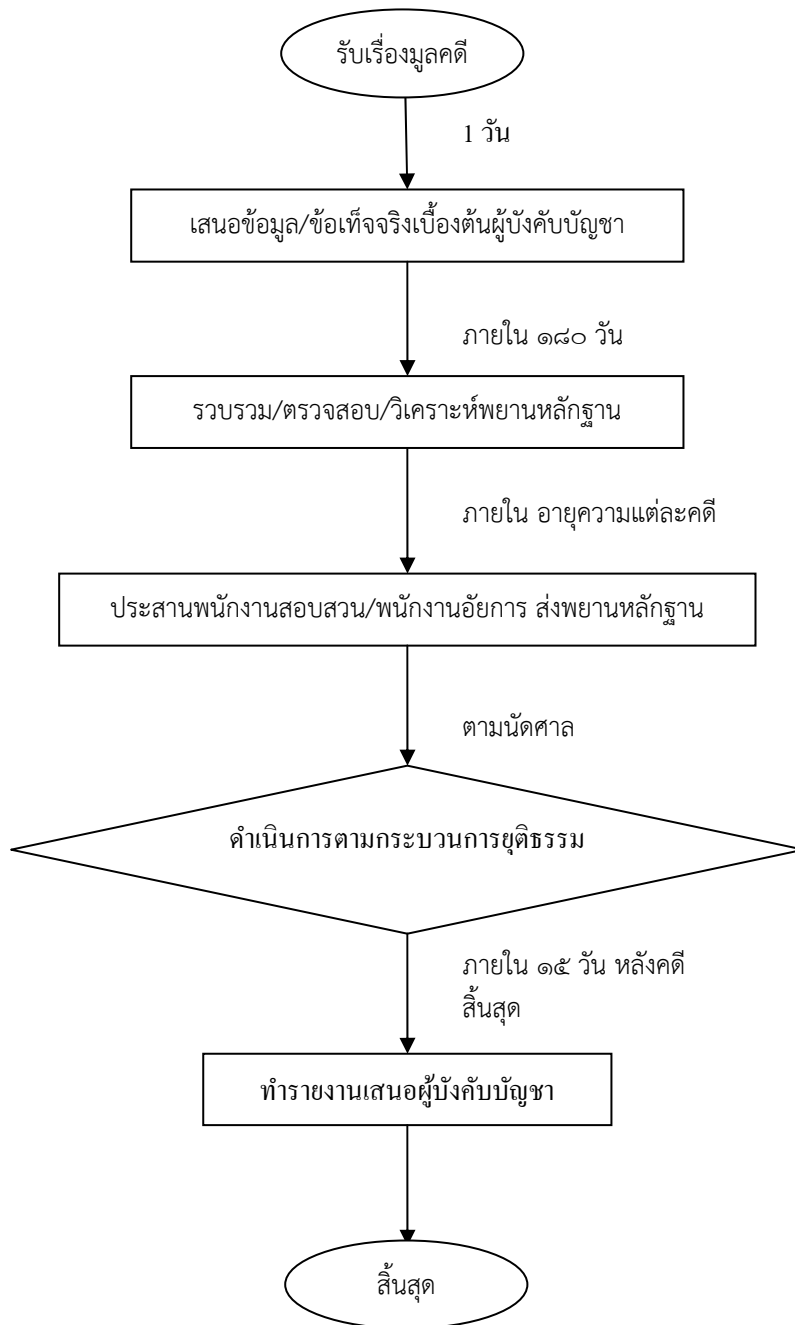 รับเรื่องมูลคดี
1 วัน
เสนอข้อมูล/ข้อเท็จจริงเบื้องต้นผู้บังคับบัญชา
ภายใน ๑๘๐ วัน
รวบรวม/ตรวจสอบ/วิเคราะห์พยานหลักฐาน
ภายใน อายุความแต่ละคดี
ประสานพนักงานสอบสวน/พนักงานอัยการ ส่งพยานหลักฐาน
ตามนัดศาล
ดำเนินการตามกระบวนการยุติธรรม
ภายใน ๑๕ วัน หลังคดี
สิ้นสุด
ทำรายงานเสนอผู้บังคับบัญชา
สิ้นสุด